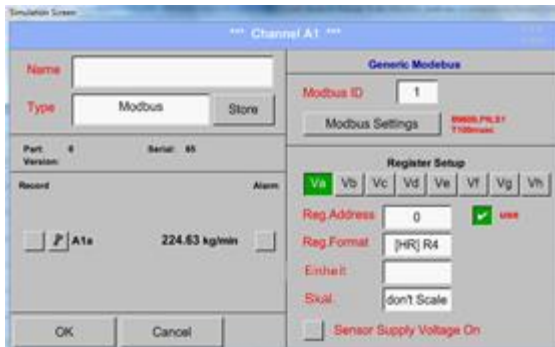 Simulation Screen
*** Channel A1 ***
Name
Type
Modbus
Store
Part: 6
Serial: 65
Version:
Record
Alarm
A1a
224.63 kg/min
OK
Cancel
Generic Modebus
Modbus ID
1
Modbus Settings
Register Setup
Va Vb Vc Vd Ve Vf Vg Vh
Reg.Address
0
use
Reg.Format
[HR] R4
Einheit
Skal.
don't Scale
Sensor Supply Voltage On